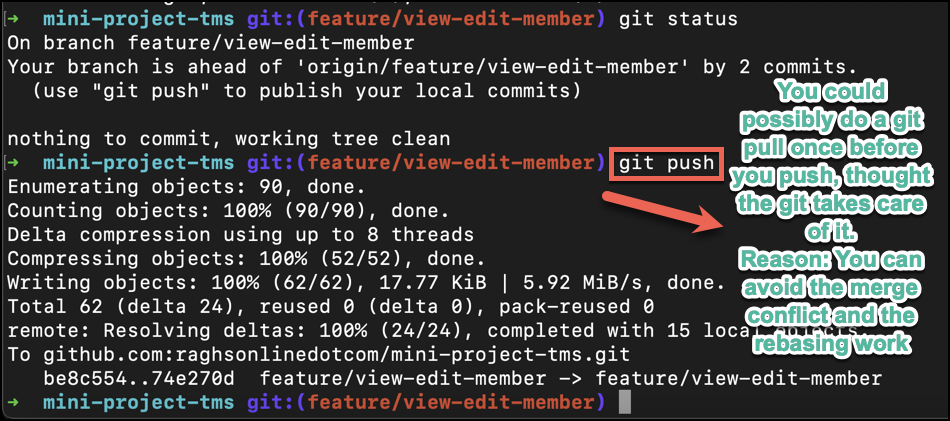 ➜  mini-project-tms git:(feature/view-edit-member) git status
On branch feature/view-edit-member
Your branch is ahead of 'origin/feature/view-edit-member' by 2 commits.
  (use "git push" to publish your local commits)
nothing to commit, working tree clean
➜  mini-project-tms git:(feature/view-edit-member) git push
Enumerating objects: 90, done.
Counting objects: 100% (90/90), done.
Delta compression using up to 8 threads
Compressing objects: 100% (52/52), done.
Writing objects: 100% (62/62), 17.77 KiB | 5.92 MiB/s, done.
Total 62 (delta 24), reused 0 (delta 0), pack-reused 0
remote: Resolving deltas: 100% (24/24), completed with 15 local objects.
To github.com:raghsonlinedotcom/mini-project-tms.git
   be8c554..74e270d  feature/view-edit-member -> feature/view-edit-member
➜  mini-project-tms git:(feature/view-edit-member)
You could
possibly do a git
pull once before
you push, thought
the git takes care
of it.
Reason: You can
avoid the merge
conflict and the
rebasing work